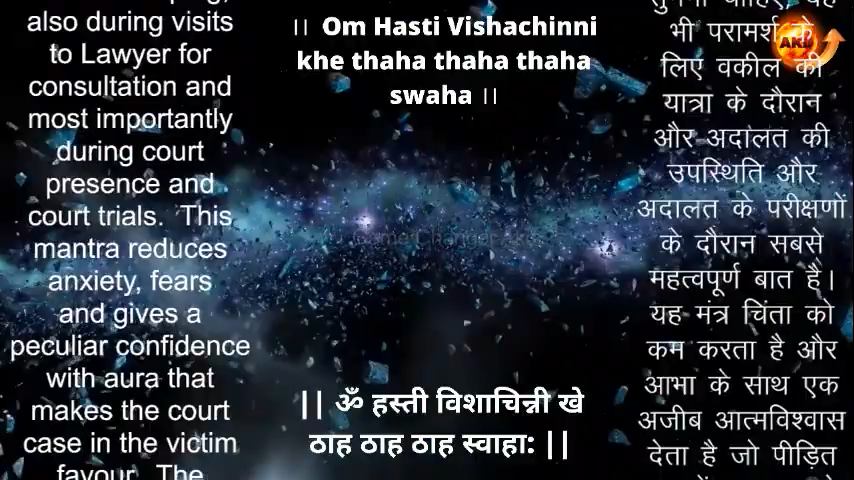 also during visits
to Lawyer for
consultation and
most importantly
during court
presence and
court trials. This
mantra reduces
anxiety, fears
and gives a
peculiar confidence
with aura that
makes the court
case in the victim
favour. The
।। Om Hasti Vishachinni
khe thaha thaha thaha
swaha ।।
|| ॐ हस्ती विशाचिन्नी खे
ठाह ठाह ठाह स्वाहा: ||
भी परामर्श के
लिए वकील की
यात्रा के दौरान
और अदालत की
उपस्थिति और
अदालत के परीक्षणों
के दौरान सबसे
महत्वपूर्ण बात है।
यह मंत्र चिंता को
कम करता है और
आभा के साथ एक
अजीब आत्मविश्वास
देता है जो पीड़ित